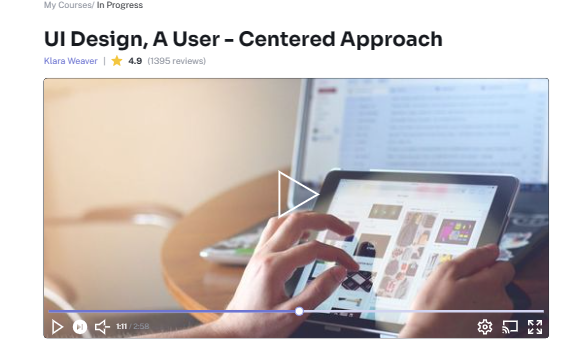 My Courses/ In Progress
UI Design, A User – Centered Approach
Klara Weaver | 4.9 (1395 reviews)
1:11 / 2:58